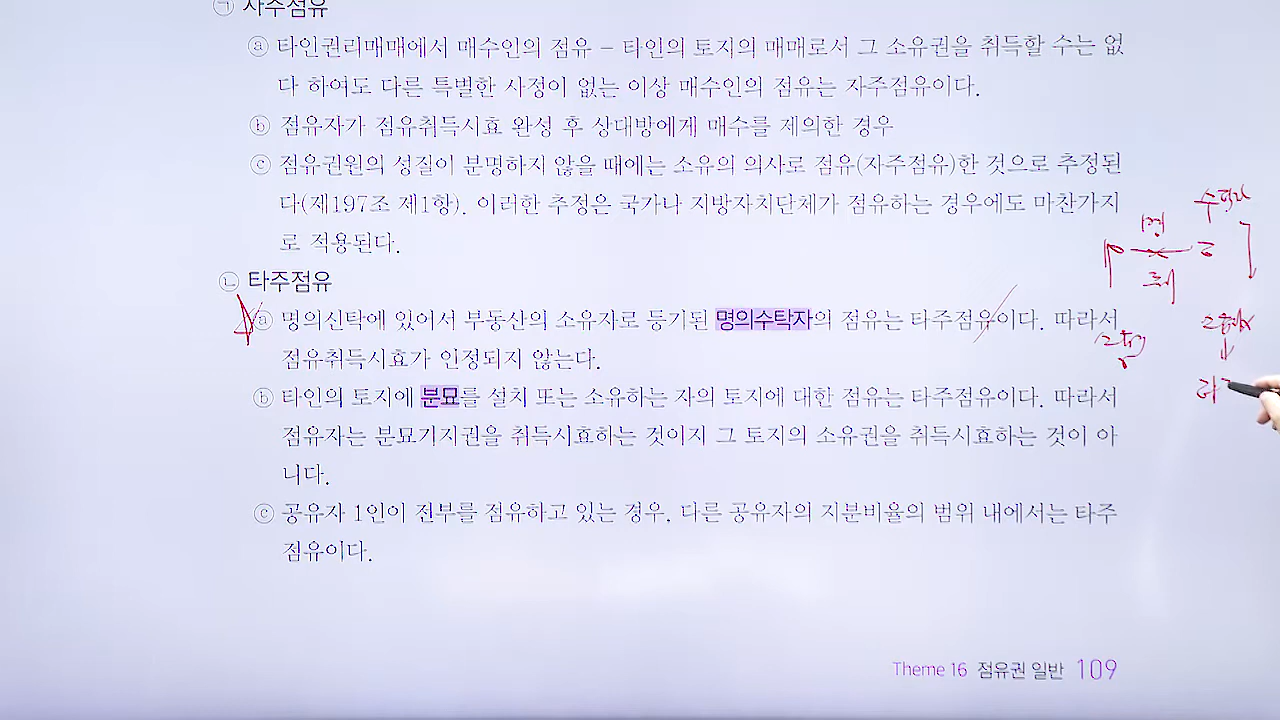 ㉠ 자주점유
ⓐ 타인권리매매에서 매수인의 점유 – 타인의 토지의 매매로서 그 소유권을 취득할 수는 없
다 하여도 다른 특별한 사정이 없는 이상 매수인의 점유는 자주점유이다.
ⓑ 점유자가 점유취득시효 완성 후 상대방에게 매수를 제의한 경우
ⓒ 점유권원의 성질이 분명하지 않을 때에는 소유의 의사로 점유(자주점유)한 것으로 추정된
다(제197조 제1항). 이러한 추정은 국가나 지방자치단체가 점유하는 경우에도 마찬가지
로 적용된다.
㉡ 타주점유
ⓐ 명의신탁에 있어서 부동산의 소유자로 등기된 명의수탁자의 점유는 타주점유이다. 따라서
점유취득시효가 인정되지 않는다.
ⓑ 타인의 토지에 분묘를 설치 또는 소유하는 자의 토지에 대한 점유는 타주점유이다. 따라서
점유자는 분묘기지권을 취득시효하는 것이지 그 토지의 소유권을 취득시효하는 것이 아
니다.
ⓒ 공유자 1인이 전부를 점유하고 있는 경우, 다른 공유자의 지분비율의 범위 내에서는 타주
점유이다.
수탁자
명
Theme 16 점유권 일반 109